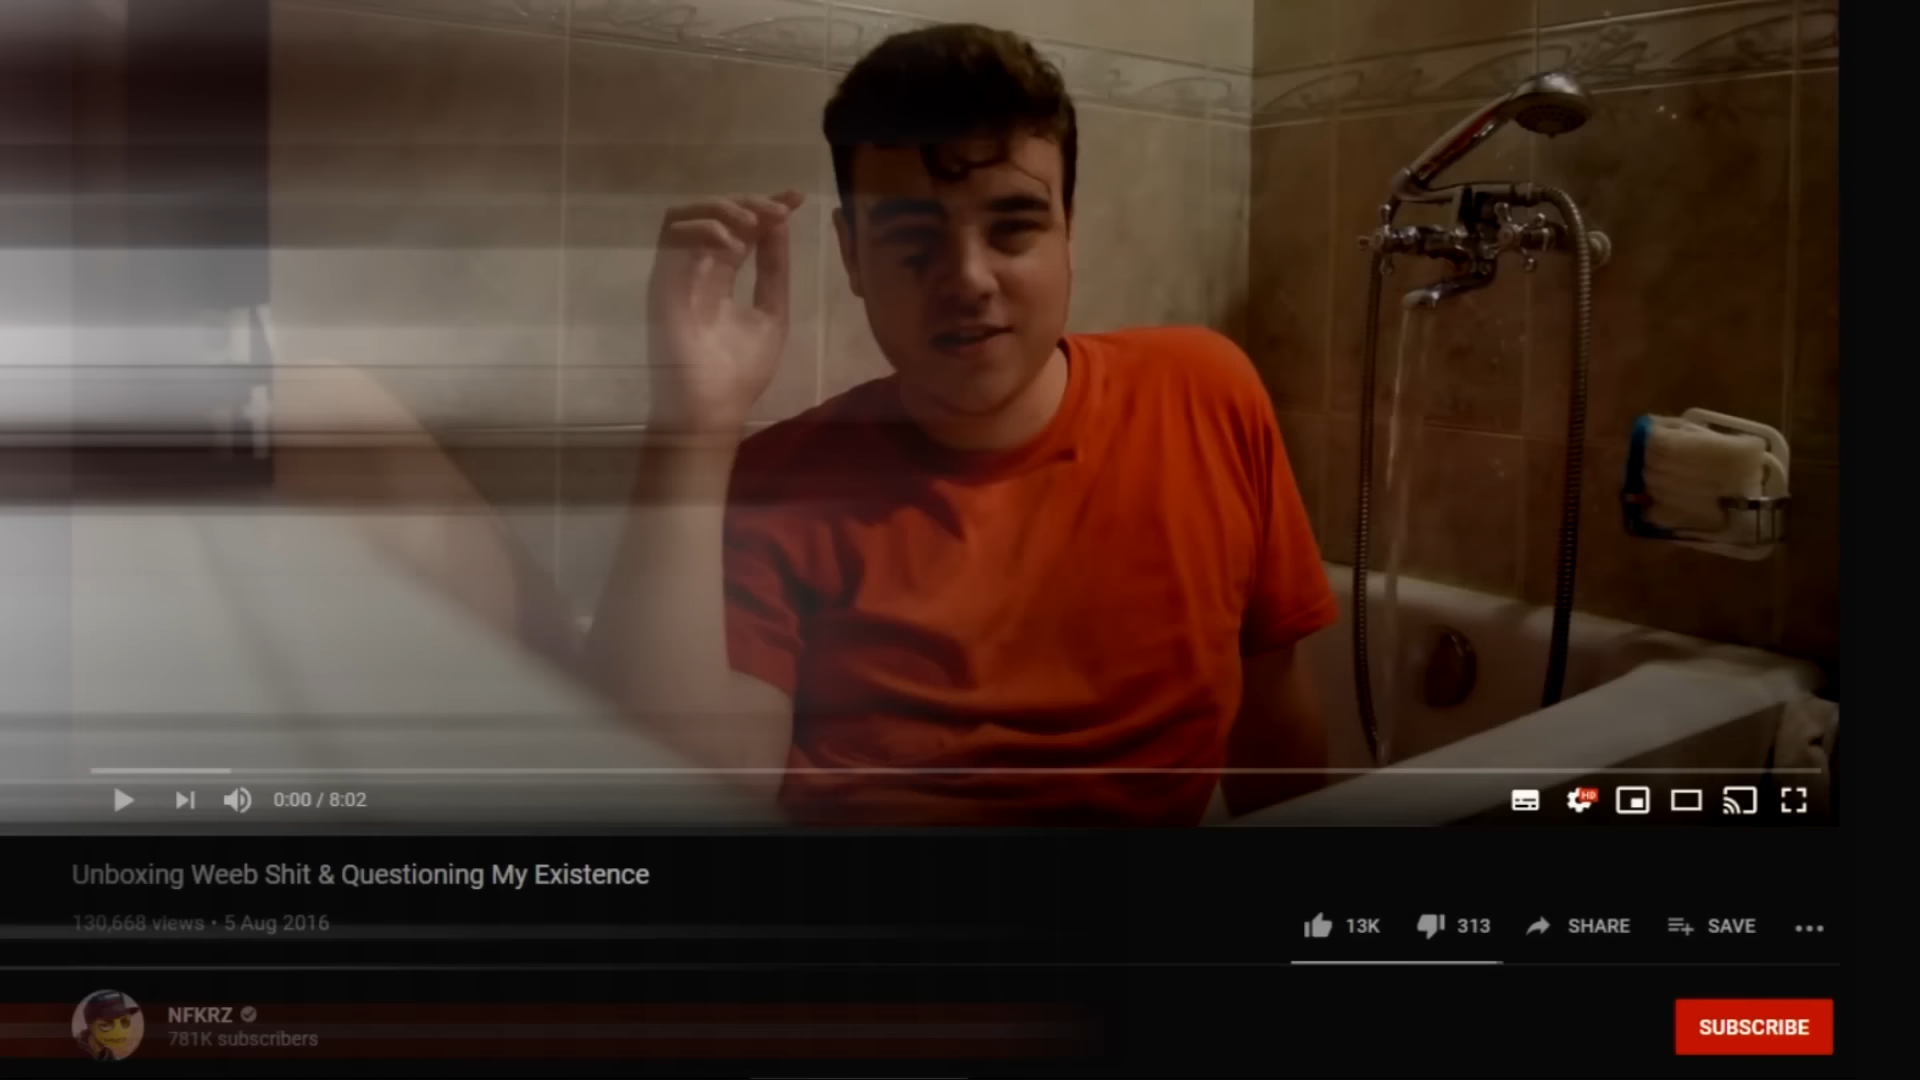 0:00 / 8:02
HD
Unboxing Weeb Shit & Questioning My Existence
130,668 views • 5 Aug 2016
13K 313 SHARE SAVE
NFKRZ
781K subscribers
SUBSCRIBE